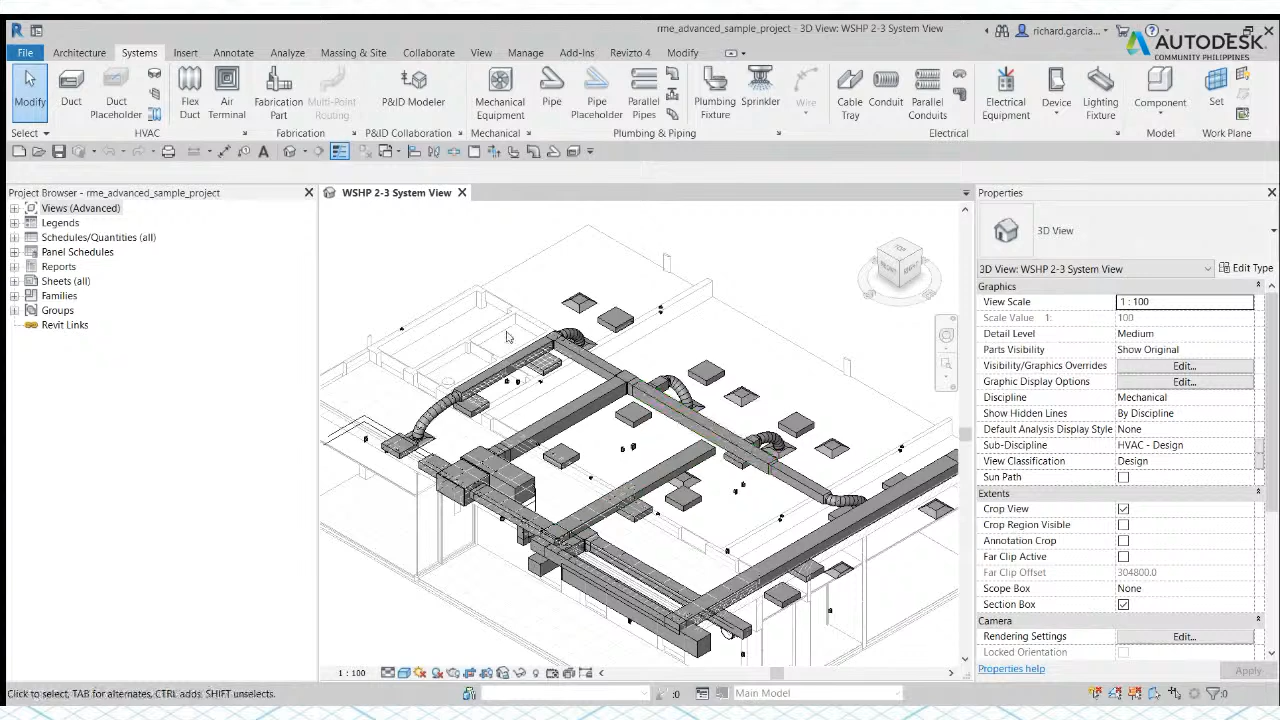 rme_advanced_sample_project - 3D View: WSHP 2-3 System View
richard.garcia...
AUTODESK
COMMUNITY PHILIPPINES
File Architecture Systems Insert Annotate Analyze Massing & Site Collaborate View Manage Add-Ins Revizto 4 Modify
Modify Duct Duct Placeholder Flex Duct Air Terminal Fabrication Part Multi-Point Routing P&ID Modeler Mechanical Equipment Pipe Pipe Placeholder Parallel Pipes Plumbing Fixture Sprinkler Wire Cable Tray Conduit Parallel Conduits Electrical Equipment Device Lighting Fixture Component Set
Select HVAC Fabrication P&ID Collaboration Mechanical Plumbing & Piping Electrical Model Work Plane
Project Browser - rme_advanced_sample_project
Views (Advanced)
Legends
Schedules/Quantities (all)
Panel Schedules
Reports
Sheets (all)
Families
Groups
Revit Links
WSHP 2-3 System View
TOP
FRONT
Properties
3D View
3D View: WSHP 2-3 System View Edit Type
Graphics
View Scale 1 : 100
Scale Value 1: 100
Detail Level Medium
Parts Visibility Show Original
Visibility/Graphics Overrides Edit...
Graphic Display Options Edit...
Discipline Mechanical
Show Hidden Lines By Discipline
Default Analysis Display Style None
Sub-Discipline HVAC - Design
View Classification Design
Sun Path
Extents
Crop View
Crop Region Visible
Annotation Crop
Far Clip Active
Far Clip Offset 304800.0
Scope Box None
Section Box
Camera
Rendering Settings Edit...
Locked Orientation
Properties help Apply
1 : 100
Click to select, TAB for alternates, CTRL adds, SHIFT unselects.
:0 Main Model :0